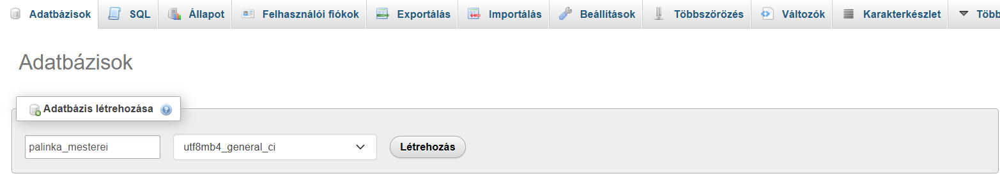 Adatbázisok SQL Állapot Felhasználói fiókok Exportálás Importálás Beállítások Többszörözés Változók Karakterkészlet Több
Adatbázisok
Adatbázis létrehozása
palinka_mesterei utf8mb4_general_ci Létrehozás